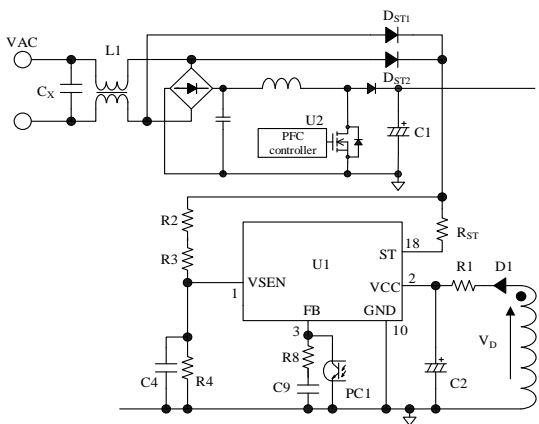 VAC
L1
DST1
DST2
CX
U2
PFC
controller
C1
R2
R3
RST
U1
18
ST
VSEN
1
VCC
2
R1
D1
FB
GND
3
10
R8
C4
R4
C9
PC1
C2
VD